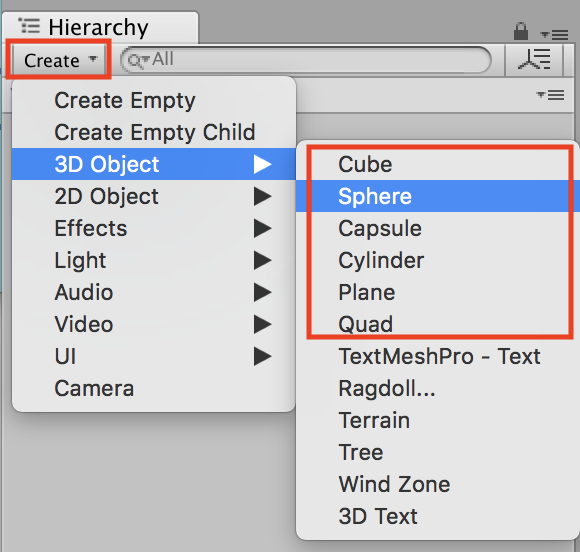 Hierarchy
Create
All
Create Empty
Create Empty Child
3D Object
2D Object
Effects
Light
Audio
Video
UI
Camera
Cube
Sphere
Capsule
Cylinder
Plane
Quad
TextMeshPro - Text
Ragdoll...
Terrain
Tree
Wind Zone
3D Text